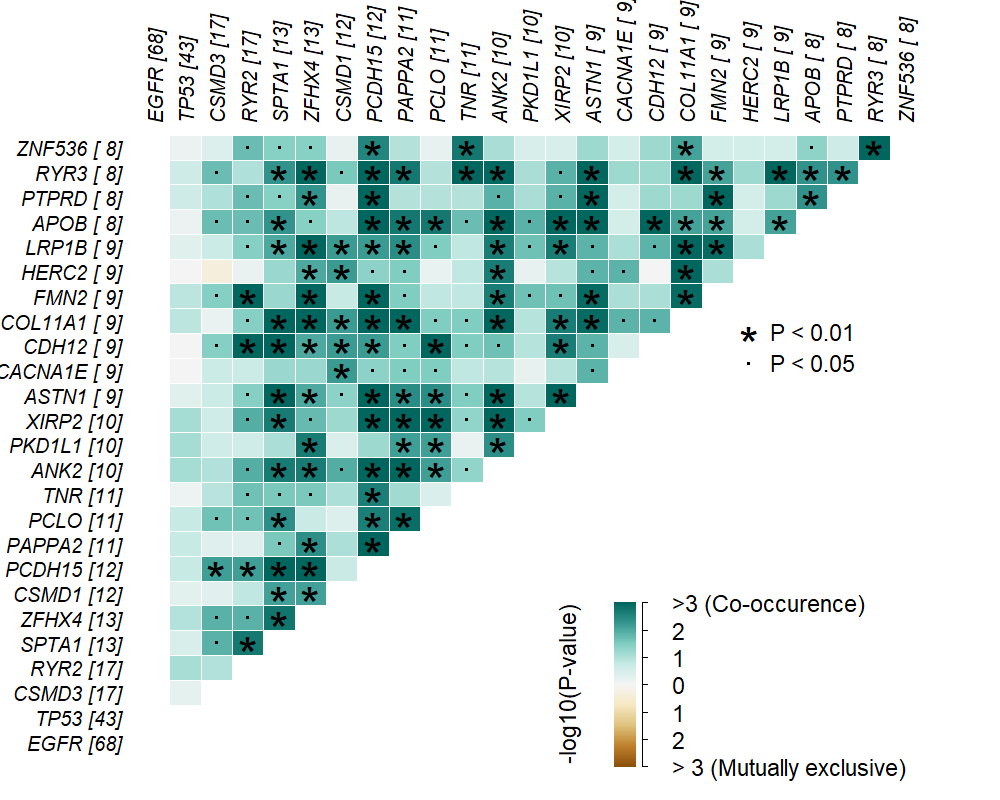 EGFR [68]
TP53 [43]
CSMD3 [17]
RYR2 [17]
SPTA1 [13]
ZFHX4 [13]
CSMD1 [12]
PCDH15 [12]
PAPPA2 [11]
PCLO [11]
TNR [11]
ANK2 [10]
PKD1L1 [10]
XIRP2 [10]
ASTN1 [ 9]
CACNA1E [ 9]
CDH12 [ 9]
COL11A1 [ 9]
FMN2 [ 9]
HERC2 [ 9]
LRP1B [ 9]
APOB [ 8]
PTPRD [ 8]
RYR3 [ 8]
ZNF536 [ 8]
ZNF536 [ 8]
RYR3 [ 8]
PTPRD [ 8]
APOB [ 8]
LRP1B [ 9]
HERC2 [ 9]
FMN2 [ 9]
COL11A1 [ 9]
CDH12 [ 9]
CACNA1E [ 9]
ASTN1 [ 9]
XIRP2 [10]
PKD1L1 [10]
ANK2 [10]
TNR [11]
PCLO [11]
PAPPA2 [11]
PCDH15 [12]
CSMD1 [12]
ZFHX4 [13]
SPTA1 [13]
RYR2 [17]
CSMD3 [17]
TP53 [43]
EGFR [68]
* P < 0.01
· P < 0.05
-log10(P-value)
>3 (Co-occurence)
2
1
0
1
2
> 3 (Mutually exclusive)